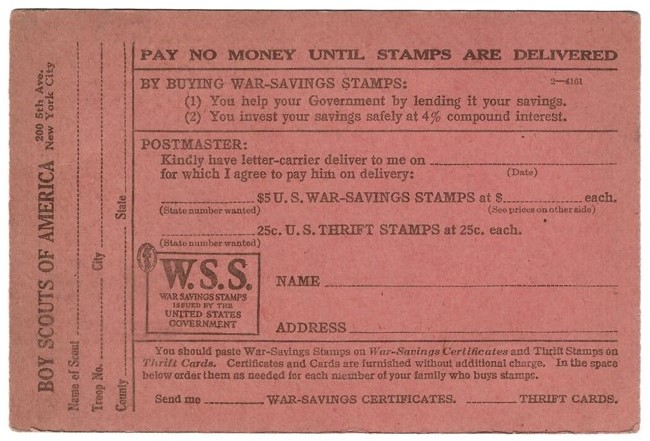 PAY NO MONEY UNTIL STAMPS ARE DELIVERED
BY BUYING WAR-SAVINGS STAMPS: 2—4161
(1) You help your Government by lending it your savings.
(2) You invest your savings safely at 4% compound interest.
POSTMASTER:
Kindly have letter-carrier deliver to me on
for which I agree to pay him on delivery: (Date)
$5 U. S. WAR-SAVINGS STAMPS at $ each.
(State number wanted) (See prices on other side)
25c. U. S. THRIFT STAMPS at 25c. each.
(State number wanted)
W.S.S.
WAR SAVINGS STAMPS
ISSUED BY THE
UNITED STATES
GOVERNMENT
NAME
ADDRESS
You should paste War-Savings Stamps on War-Savings Certificates and Thrift Stamps on
Thrift Cards. Certificates and Cards are furnished without additional charge. In the space
below order them as needed for each member of your family who buys stamps.
Send me WAR-SAVINGS CERTIFICATES. THRIFT CARDS.
BOY SCOUTS OF AMERICA
200 5th Ave.
New York City
Name of Scout
Troop No. City
County State